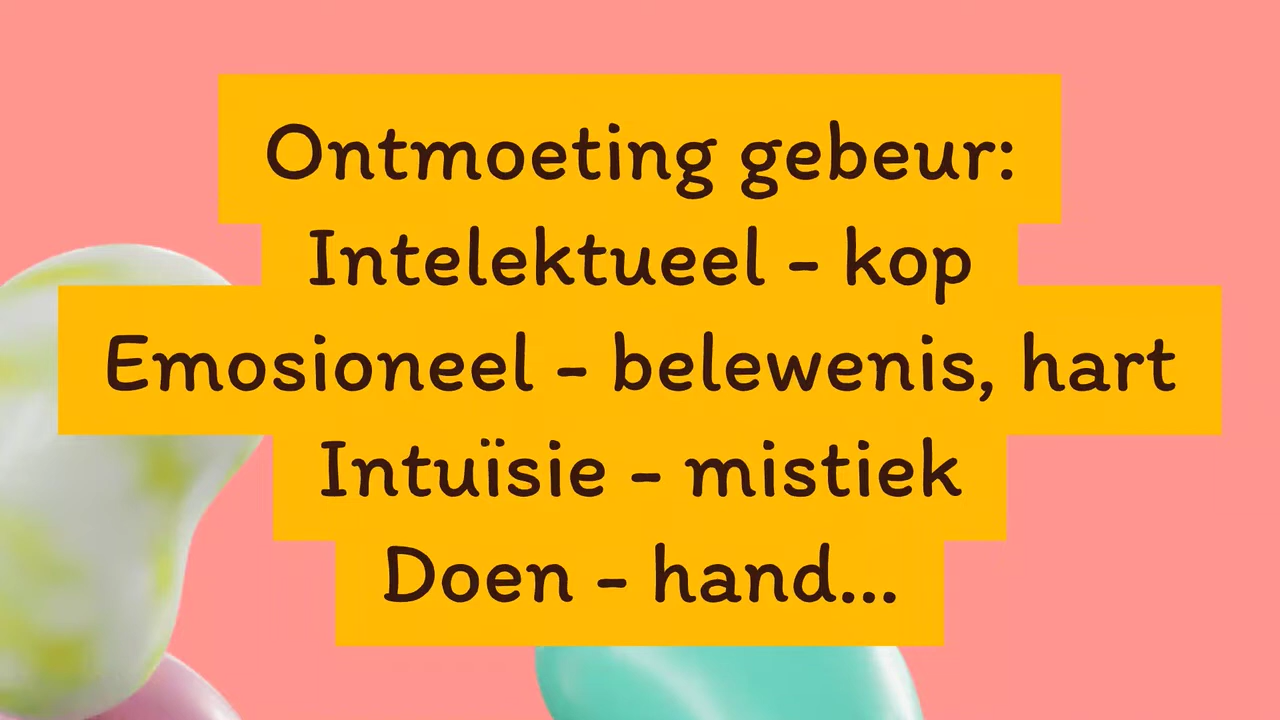 Ontmoeting gebeur:
Intelektueel - kop
Emosioneel - belewenis, hart
Intuïsie - mistiek
Doen - hand...